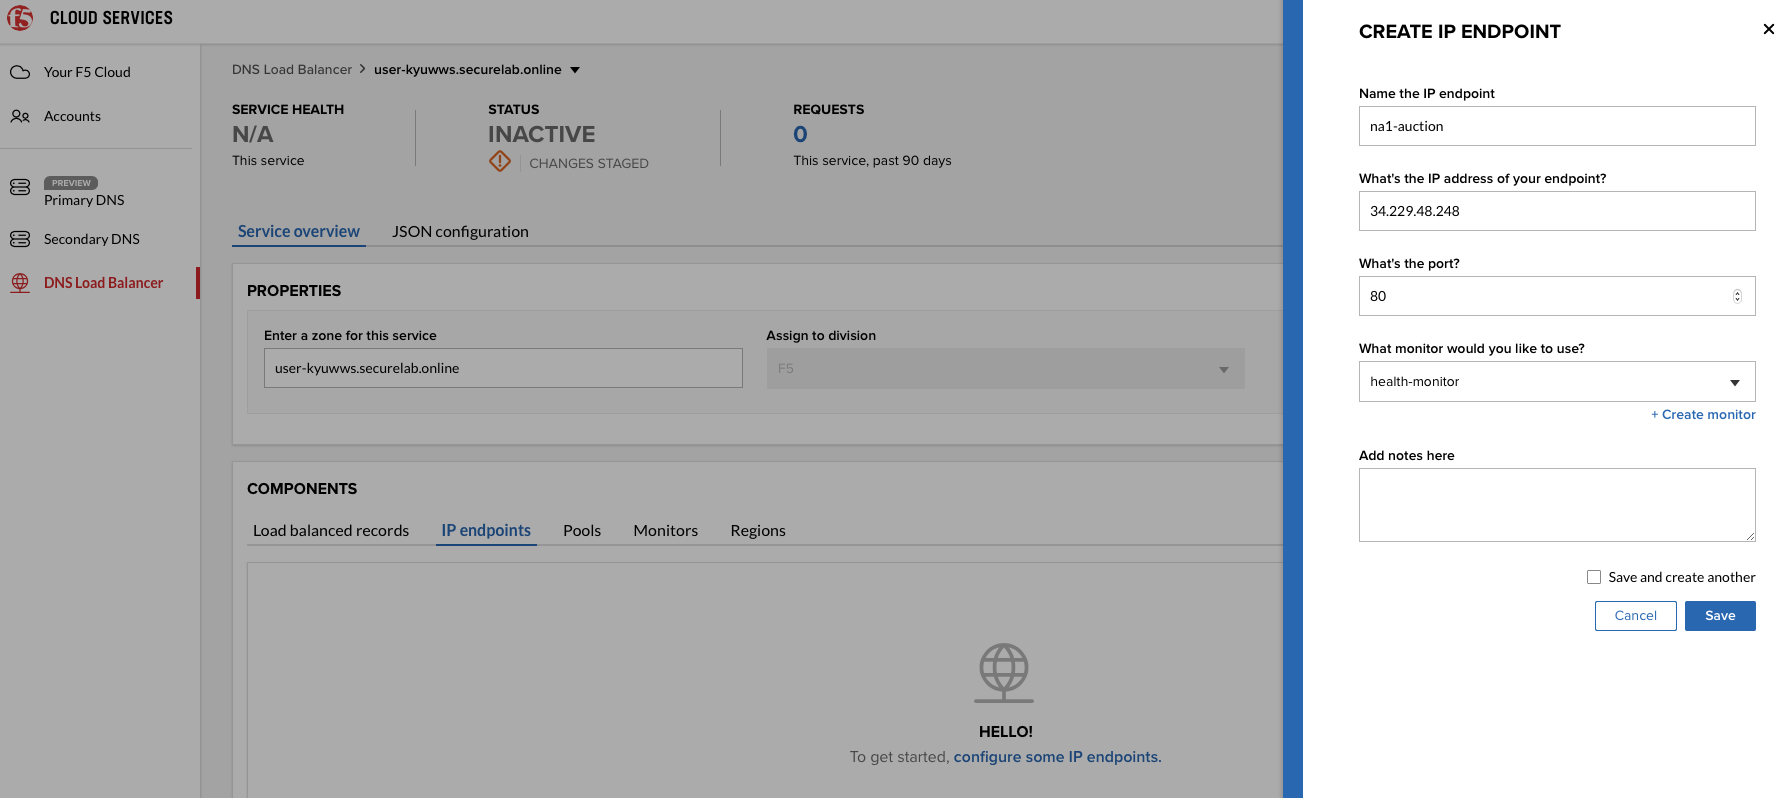 CLOUD SERVICES
Your F5 Cloud
Accounts
PREVIEW
Primary DNS
Secondary DNS
DNS Load Balancer
DNS Load Balancer > user-kyuwws.securelab.online
SERVICE HEALTH
N/A
This service
STATUS
INACTIVE
CHANGES STAGED
REQUESTS
0
This service, past 90 days
Service overview JSON configuration
PROPERTIES
Enter a zone for this service
user-kyuwws.securelab.online
Assign to division
F5
COMPONENTS
Load balanced records IP endpoints Pools Monitors Regions
HELLO!
To get started, configure some IP endpoints.
CREATE IP ENDPOINT
Name the IP endpoint
na1-auction
What's the IP address of your endpoint?
34.229.48.248
What's the port?
80
What monitor would you like to use?
health-monitor
+ Create monitor
Add notes here
Save and create another
Cancel Save